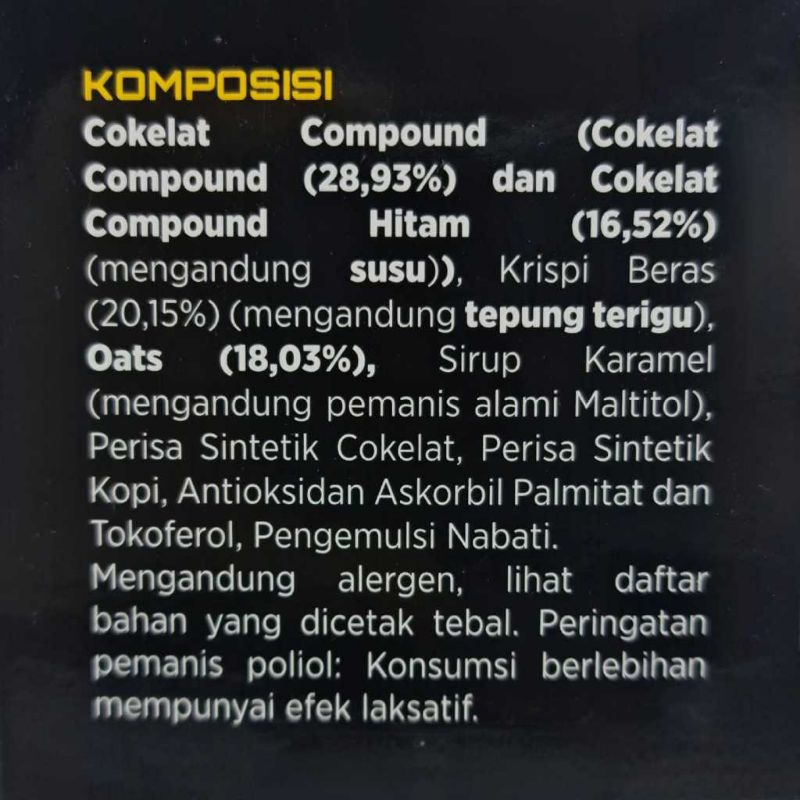 KOMPOSISI
Cokelat Compound (Cokelat
Compound (28,93%) dan Cokelat
Compound Hitam (16,52%)
(mengandung susu)), Krispi Beras
(20,15%) (mengandung tepung terigu),
Oats (18,03%), Sirup Karamel
(mengandung pemanis alami Maltitol),
Perisa Sintetik Cokelat, Perisa Sintetik
Kopi, Antioksidan Askorbil Palmitat dan
Tokoferol, Pengemulsi Nabati.
Mengandung alergen, lihat daftar
bahan yang dicetak tebal. Peringatan
pemanis poliol: Konsumsi berlebihan
mempunyai efek laksatif.